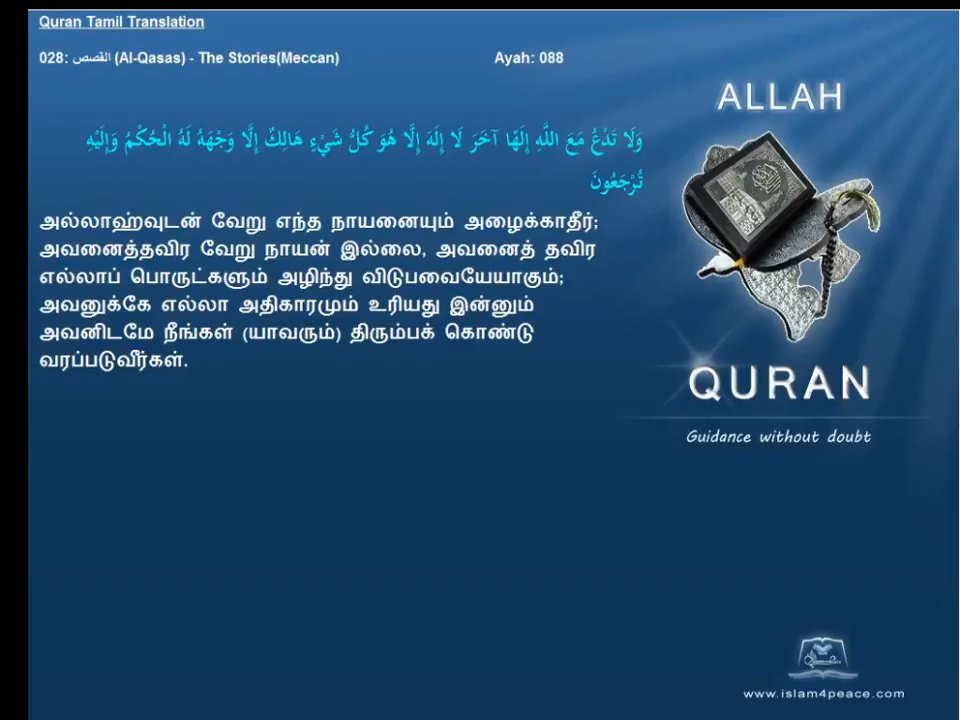 Quran Tamil Translation
028: القصص (Al-Qasas) - The Stories(Meccan) Ayah: 088
وَلَا تَدْعُ مَعَ اللَّهِ إِلَٰهًا آخَرَ لَا إِلَٰهَ إِلَّا هُوَ كُلُّ شَيْءٍ هَالِكٌ إِلَّا وَجْهَهُ لَهُ الْحُكْمُ وَإِلَيْهِ
تُرْجَعُونَ
அல்லாஹ்வுடன் வேறு எந்த நாயனையும் அழைக்காதீர்;
அவனைத்தவிர வேறு நாயன் இல்லை, அவனைத் தவிர
எல்லாப் பொருட்களும் அழிந்து விடுபவையேயாகும்;
அவனுக்கே எல்லா அதிகாரமும் உரியது இன்னும்
அவனிடமே நீங்கள் (யாவரும்) திரும்பக் கொண்டு
வரப்படுவீர்கள்.
ALLAH
QURAN
Guidance without doubt
www.islam4peace.com